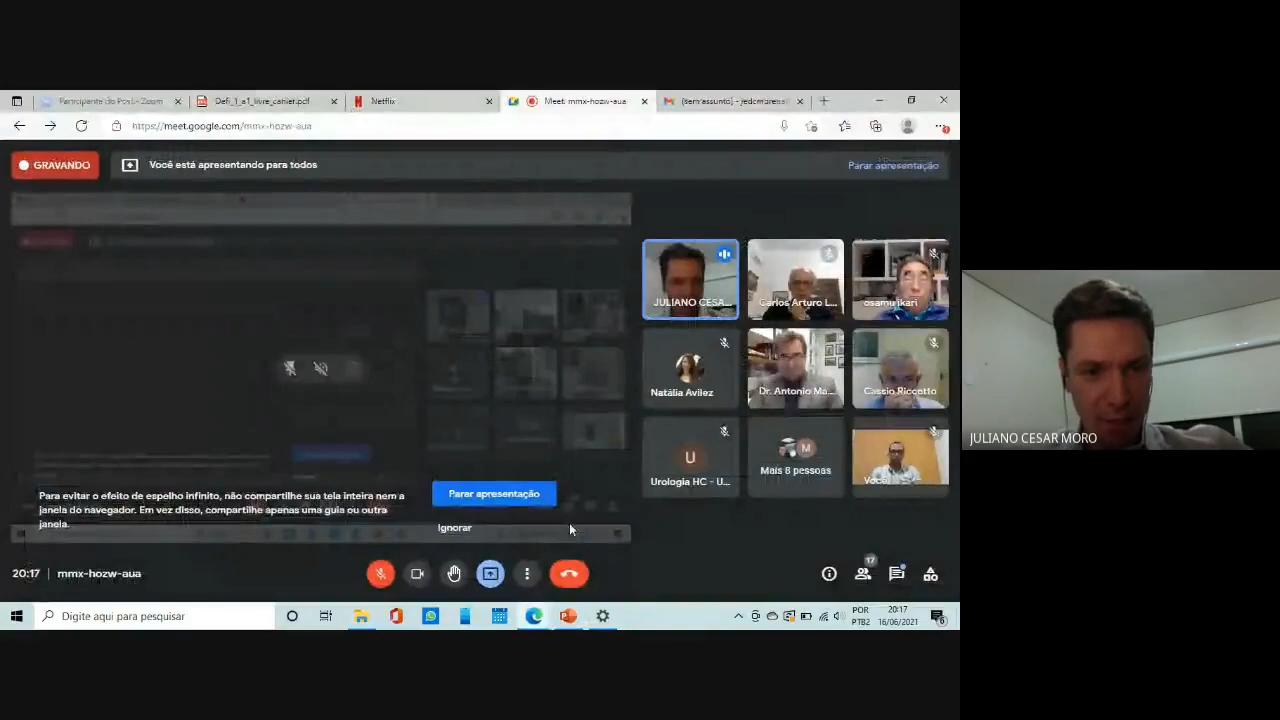 Participante do Post - Zoom
Defi_1_a1_livre_cahier.pdf
Netflix
Meet: mmx-hozw-aua
https://meet.google.com/mmx-hozw-aua
GRAVANDO
Você está apresentando para todos
Parar apresentação
JULIANO CESA...
Carlos Arturo L...
osamu ikari
Natália Avilez
Dr. Antonio Ma...
Cassio Riccetto
U
Urologia HC - U...
M
Mais 8 pessoas
Você
Para evitar o efeito de espelho infinito, não compartilhe sua tela inteira nem a
janela do navegador. Em vez disso, compartilhe apenas uma guia ou outra
janela.
Parar apresentação
Ignorar
20:17 | mmx-hozw-aua
17
JULIANO CESAR MORO
Digite aqui para pesquisar
POR
PTB2
20:17
16/06/2021
6